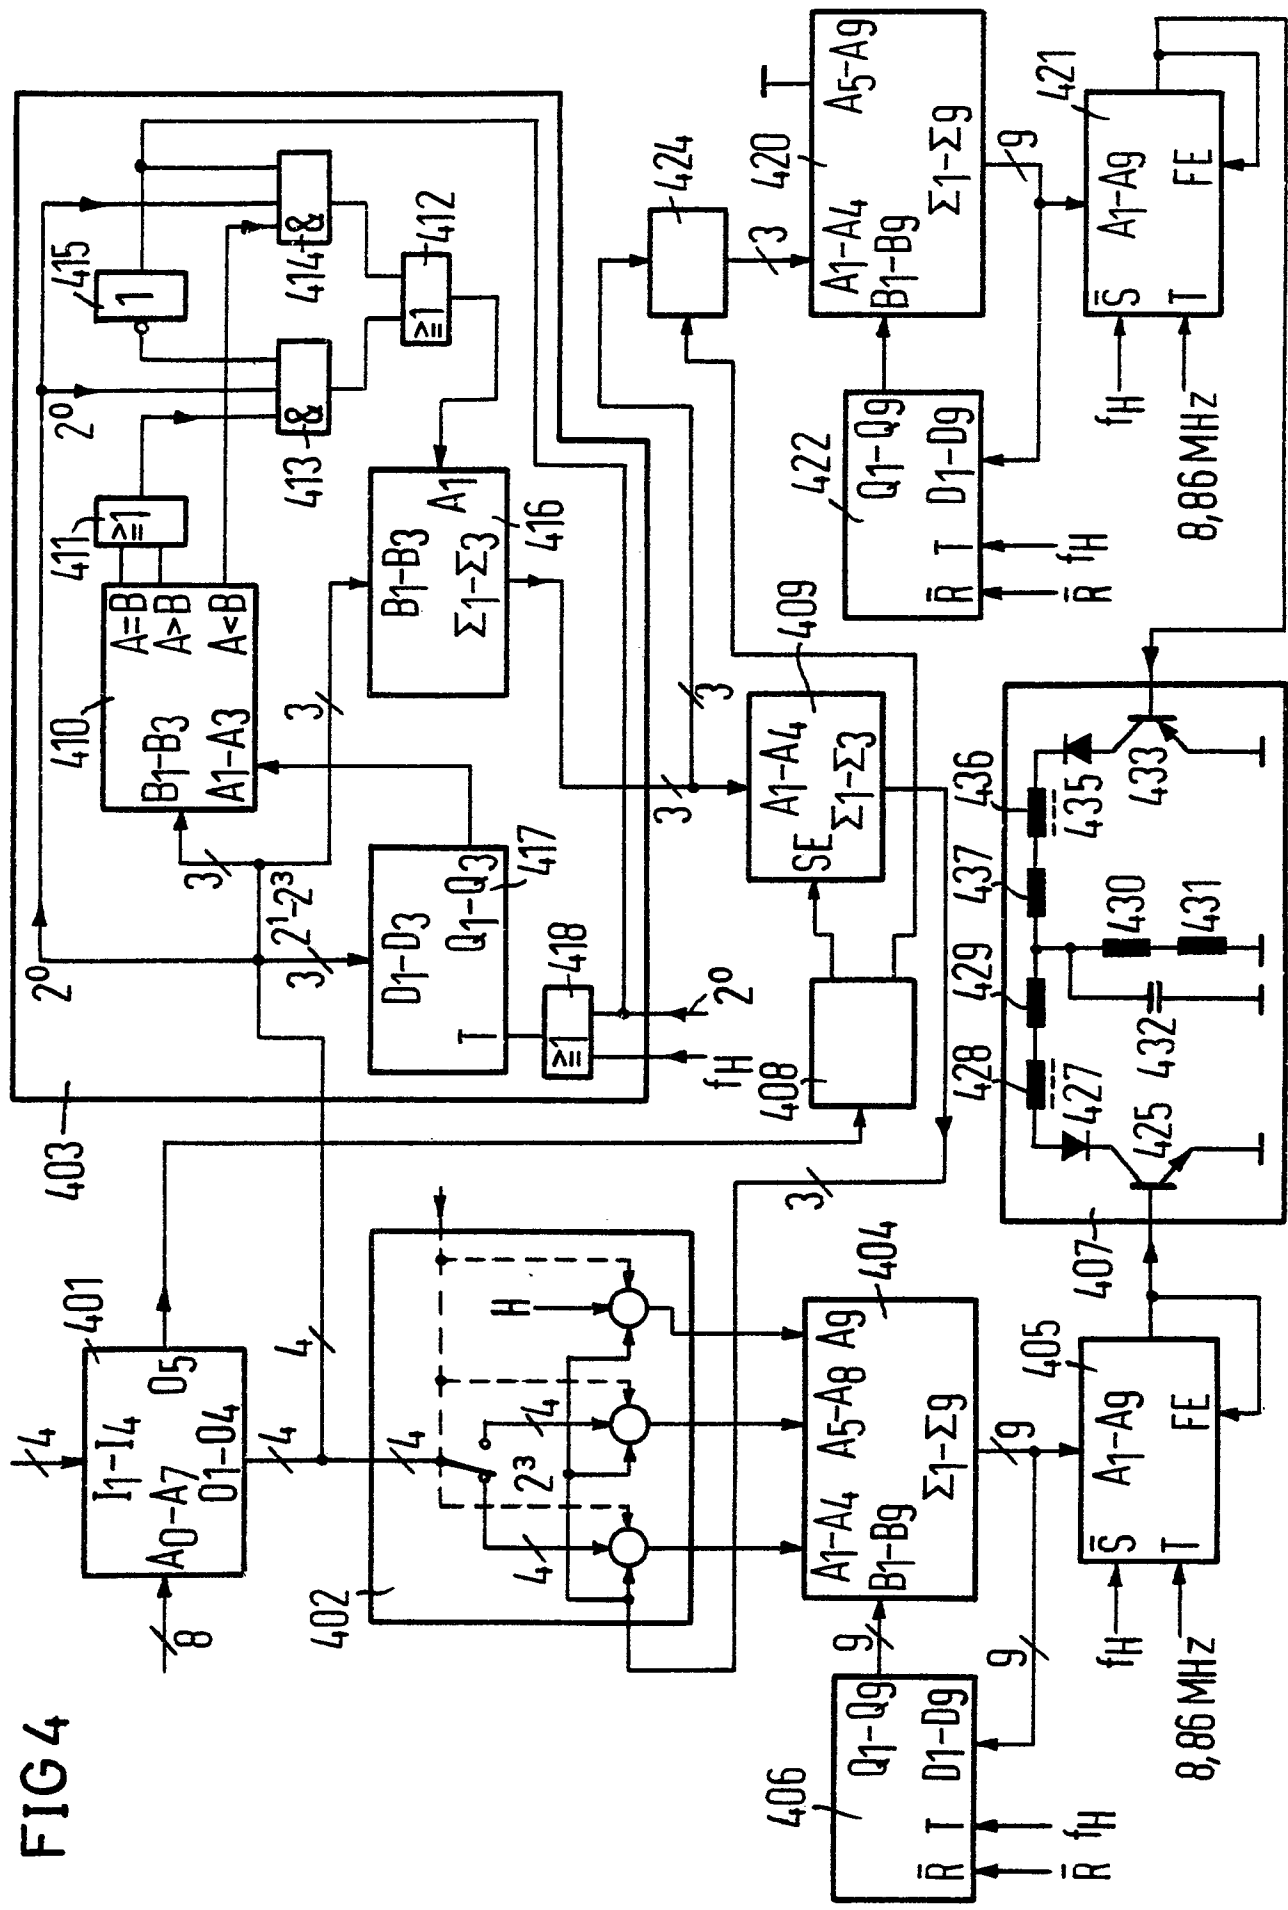 FIG 4
4
401
I1–I4
A0–A7
O1–O4
O5
8
4
4
4
402
4
4
2³
H
403
2⁰
2¹–2³
3
3
3
410
B1–B3
A1–A3
A=B
A>B
A<B
411
≥1
2⁰
413
&
415
1
414
&
412
≥1
416
B1–B3
A1
Σ1–Σ3
417
D1–D3
Q1–Q3
T
418
≥1
fH
2⁰
3
3
3
408
409
A1–A4
SE
Σ1–Σ3
424
3
420
A1–A4
A5–A9
B1–B9
Σ1–Σ9
9
422
Q1–Q9
D1–D9
R̄
T
R̄
fH
421
S̄
A1–A9
T
FE
fH
8,86 MHz
404
A1–A4
A5–A8
A9
B1–B9
Σ1–Σ9
9
9
9
406
Q1–Q9
D1–D9
R̄
T
R̄
fH
405
S̄
A1–A9
T
FE
fH
8,86 MHz
407
425
427
428
429
430
431
432
437
436
435
433